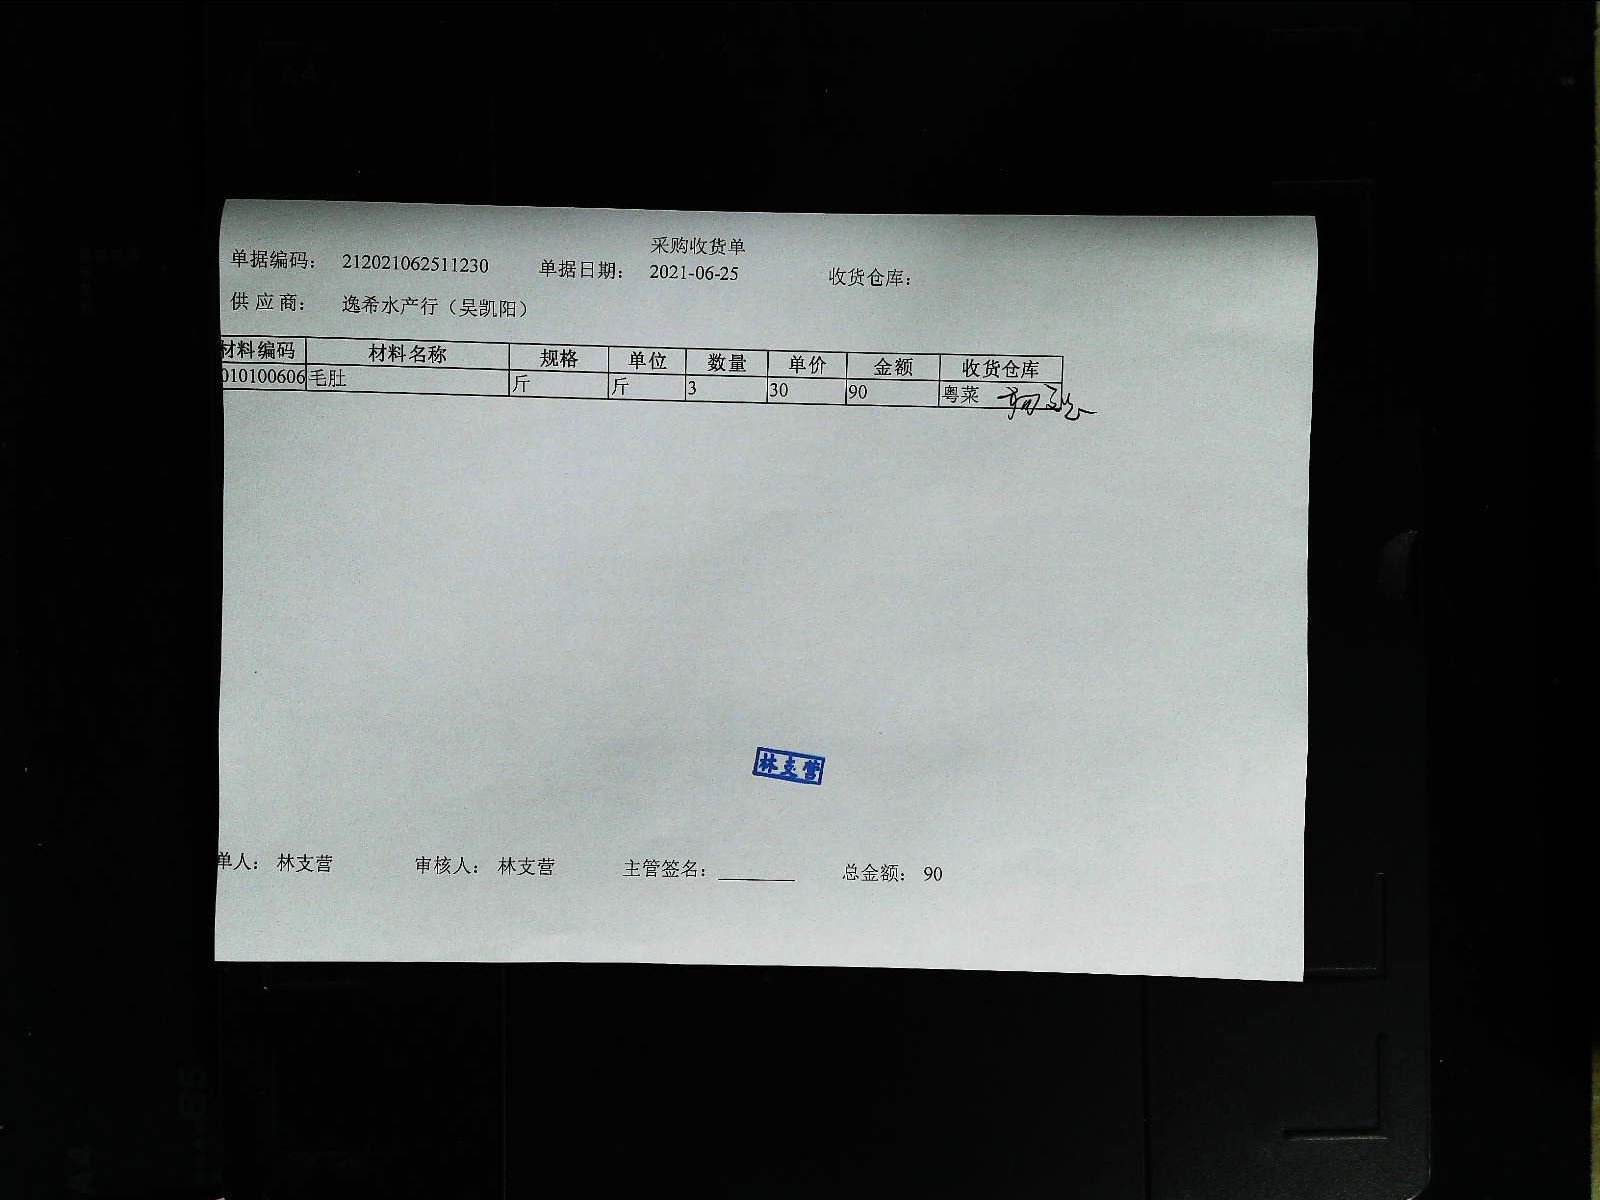 采购收货单
单据编码： 212021062511230 单据日期： 2021-06-25 收货仓库：
供应商： 逸希水产行（吴凯阳）
材料编码 材料名称 规格 单位 数量 单价 金额 收货仓库
010100606 毛肚 斤 斤 3 30 90 粤菜
林支营
单人： 林支营 审核人： 林支营 主管签名： 总金额： 90